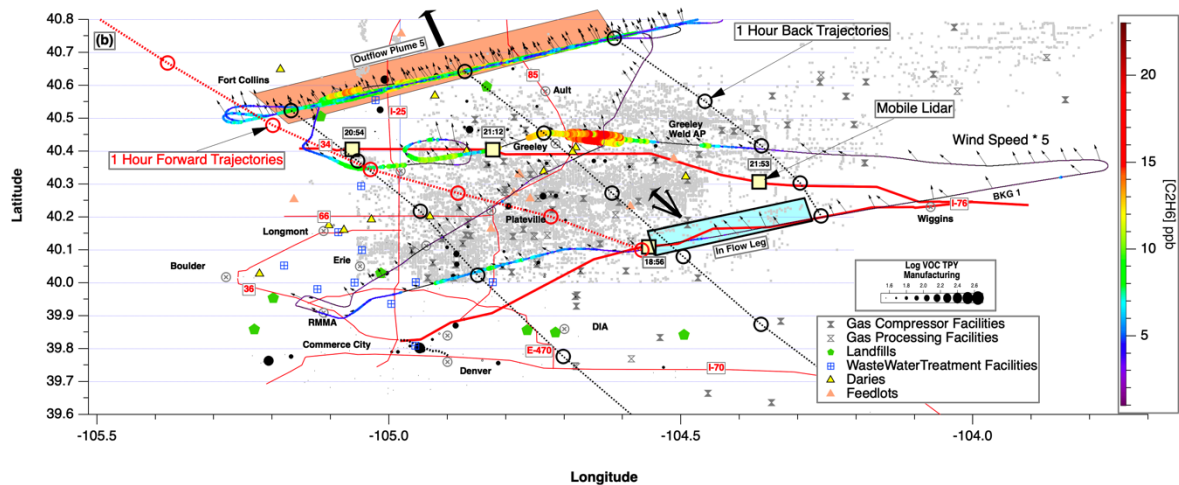 40.8
40.7
40.6
40.5
40.4
40.3
40.2
40.1
40.0
39.9
39.8
39.7
39.6
Latitude
(b)
Outflow Plume 5
1 Hour Back Trajectories
Fort Collins
85
Ault
I-25
Mobile Lidar
20:54
21:12
34
Greeley
Greeley
Weld AP
Wind Speed * 5
1 Hour Forward Trajectories
21:53
BKG 1
I-76
Wiggins
66
Plateville
Longmont
In Flow Leg
Erie
18:56
Boulder
36
Log VOC TPY
Manufacturing
1.6 1.8 2.0 2.2 2.4 2.6
RMMA
DIA
Commerce City
E-470
Denver
I-70
Gas Compressor Facilities
Gas Processing Facilities
Landfills
WasteWaterTreatment Facilities
Daries
Feedlots
-105.5
-105.0
-104.5
-104.0
Longitude
20
15
10
5
[C2H6] ppb